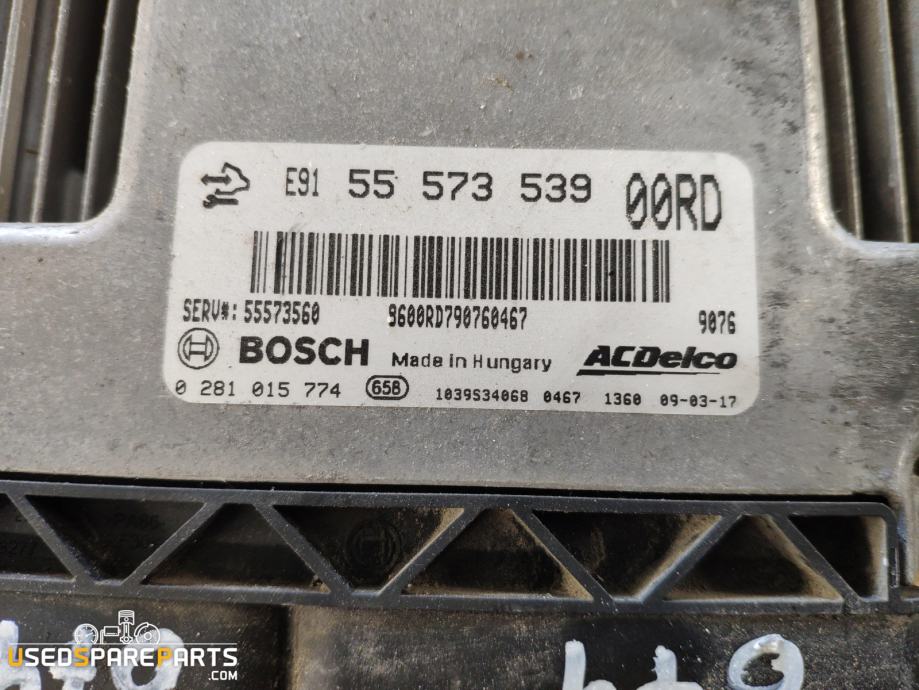 E91 55 573 539 00RD
SERV#: 55573560 9600RD790760467 9076
BOSCH Made in Hungary ACDelco
0 281 015 774 658 1039S34068 0467 1360 09-03-17
USEDSPAREPARTS
.COM